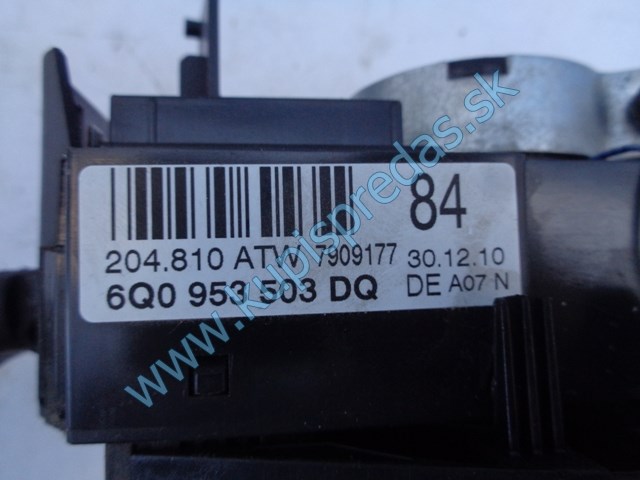 84
204.810 ATW 7909177 30.12.10
6Q0 953 503 DQ DE A07 N
www.kupispredas.sk